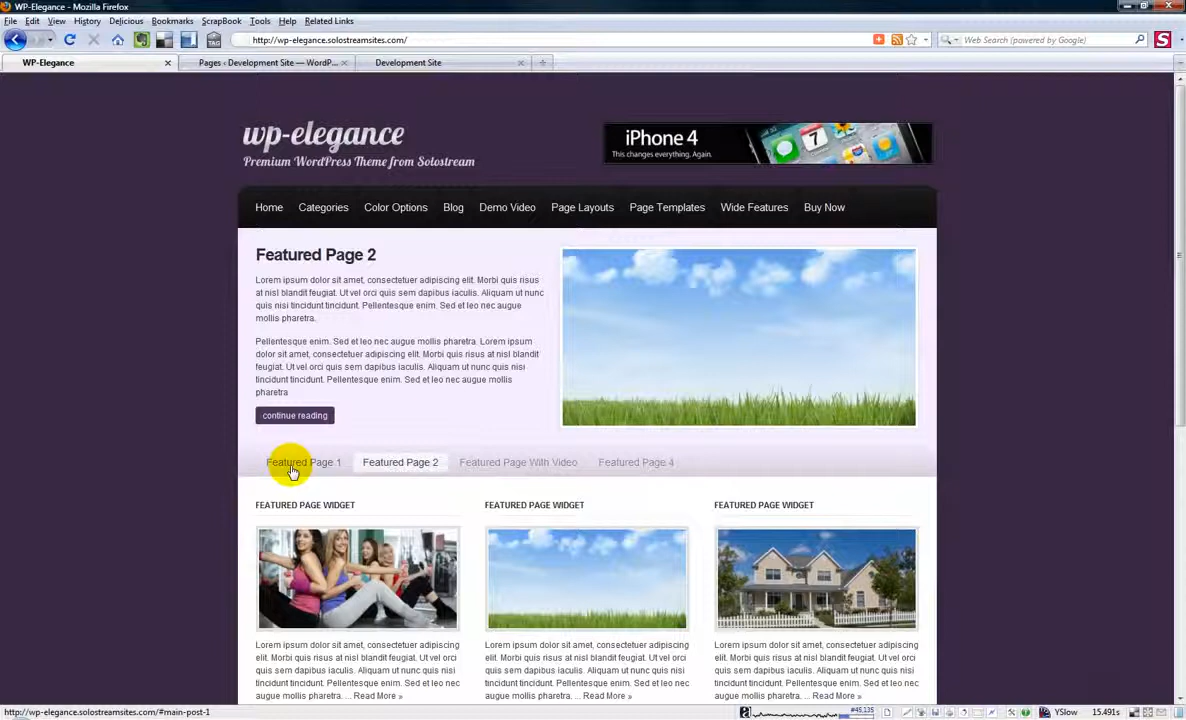 WP-Elegance - Mozilla Firefox
File Edit View History Delicious Bookmarks ScrapBook Tools Help Related Links
http://wp-elegance.solostreamsites.com/
Web Search (powered by Google)
WP-Elegance
Pages ‹ Development Site — WordP...
Development Site
wp-elegance
Premium WordPress Theme from Solostream
iPhone 4
This changes everything. Again.
Home Categories Color Options Blog Demo Video Page Layouts Page Templates Wide Features Buy Now
Featured Page 2
Lorem ipsum dolor sit amet, consectetuer adipiscing elit. Morbi quis risus
at nisl blandit feugiat. Ut vel orci quis sem dapibus iaculis. Aliquam ut nunc
quis nisi tincidunt tincidunt. Pellentesque enim. Sed et leo nec augue
mollis pharetra.
Pellentesque enim. Sed et leo nec augue mollis pharetra. Lorem ipsum
dolor sit amet, consectetuer adipiscing elit. Morbi quis risus at nisl blandit
feugiat. Ut vel orci quis sem dapibus iaculis. Aliquam ut nunc quis nisi
tincidunt tincidunt. Pellentesque enim. Sed et leo nec augue mollis
pharetra
continue reading
Featured Page 1 Featured Page 2 Featured Page With Video Featured Page 4
FEATURED PAGE WIDGET
Lorem ipsum dolor sit amet, consectetuer adipiscing
elit. Morbi quis risus at nisl blandit feugiat. Ut vel orci
quis sem dapibus iaculis. Aliquam ut nunc quis nisi
tincidunt tincidunt. Pellentesque enim. Sed et leo nec
augue mollis pharetra. ... Read More »
FEATURED PAGE WIDGET
Lorem ipsum dolor sit amet, consectetuer adipiscing
elit. Morbi quis risus at nisl blandit feugiat. Ut vel orci
quis sem dapibus iaculis. Aliquam ut nunc quis nisi
tincidunt tincidunt. Pellentesque enim. Sed et leo nec
augue mollis pharetra. ... Read More »
FEATURED PAGE WIDGET
Lorem ipsum dolor sit amet, consectetuer adipiscing
elit. Morbi quis risus at nisl blandit feugiat. Ut vel orci
quis sem dapibus iaculis. Aliquam ut nunc quis nisi
tincidunt tincidunt. Pellentesque enim. Sed et leo nec
augue mollis pharetra. ... Read More »
http://wp-elegance.solostreamsites.com/#main-post-1
#49,135
YSlow 15.491s